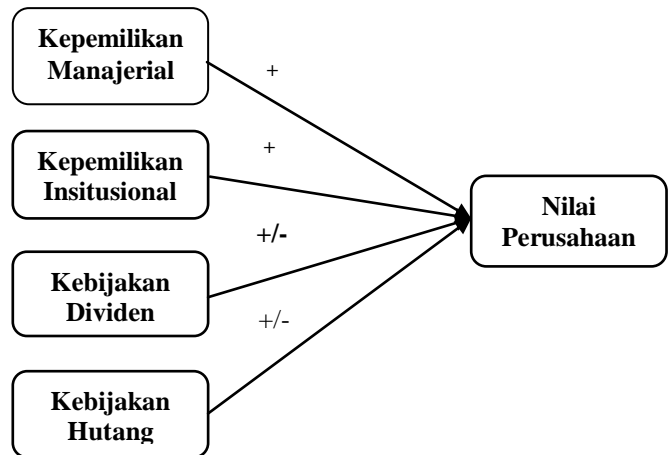 Kepemilikan
Manajerial
+
Kepemilikan
Insitusional
+
Nilai
Perusahaan
+/-
Kebijakan
Dividen
+/-
Kebijakan
Hutang